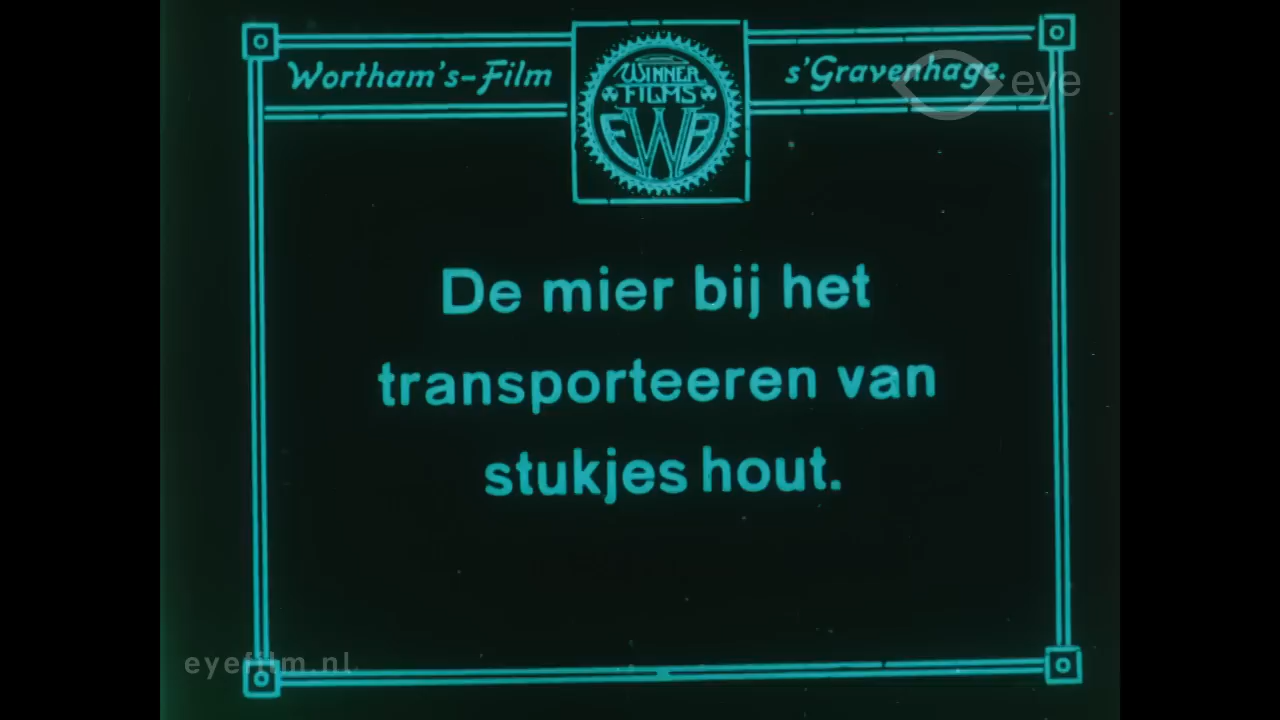 Wortham's-Film
WINNER
FILMS
EWB
s'Gravenhage.
eye
De mier bij het
transporteeren van
stukjes hout.
eyefilm.nl